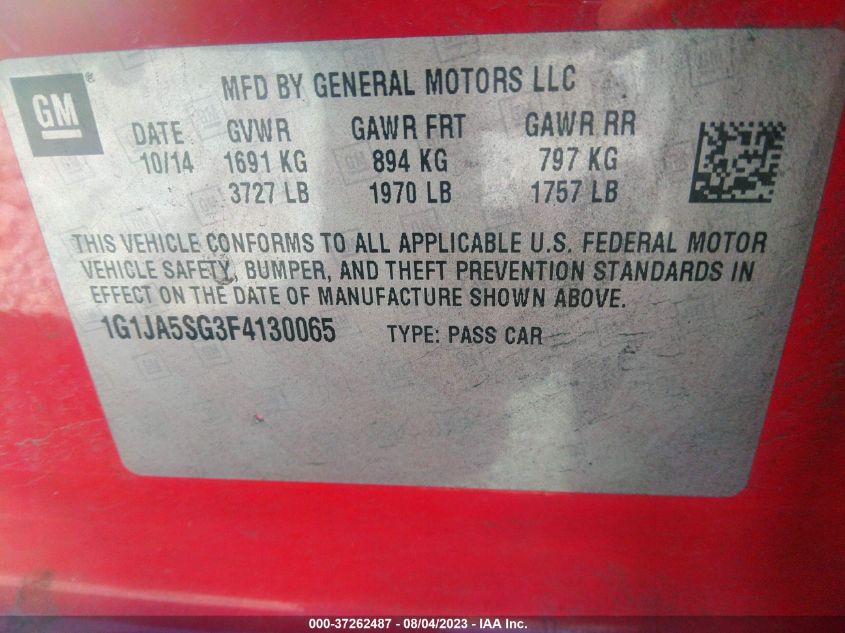 GM ®
MFD BY GENERAL MOTORS LLC
DATE GVWR GAWR FRT GAWR RR
10/14 1691 KG 894 KG 797 KG
3727 LB 1970 LB 1757 LB
THIS VEHICLE CONFORMS TO ALL APPLICABLE U.S. FEDERAL MOTOR
VEHICLE SAFETY, BUMPER, AND THEFT PREVENTION STANDARDS IN
EFFECT ON THE DATE OF MANUFACTURE SHOWN ABOVE.
1G1JA5SG3F4130065 TYPE: PASS CAR
000-37262487 - 08/04/2023 - Copyright © 2023 - IAA Inc.